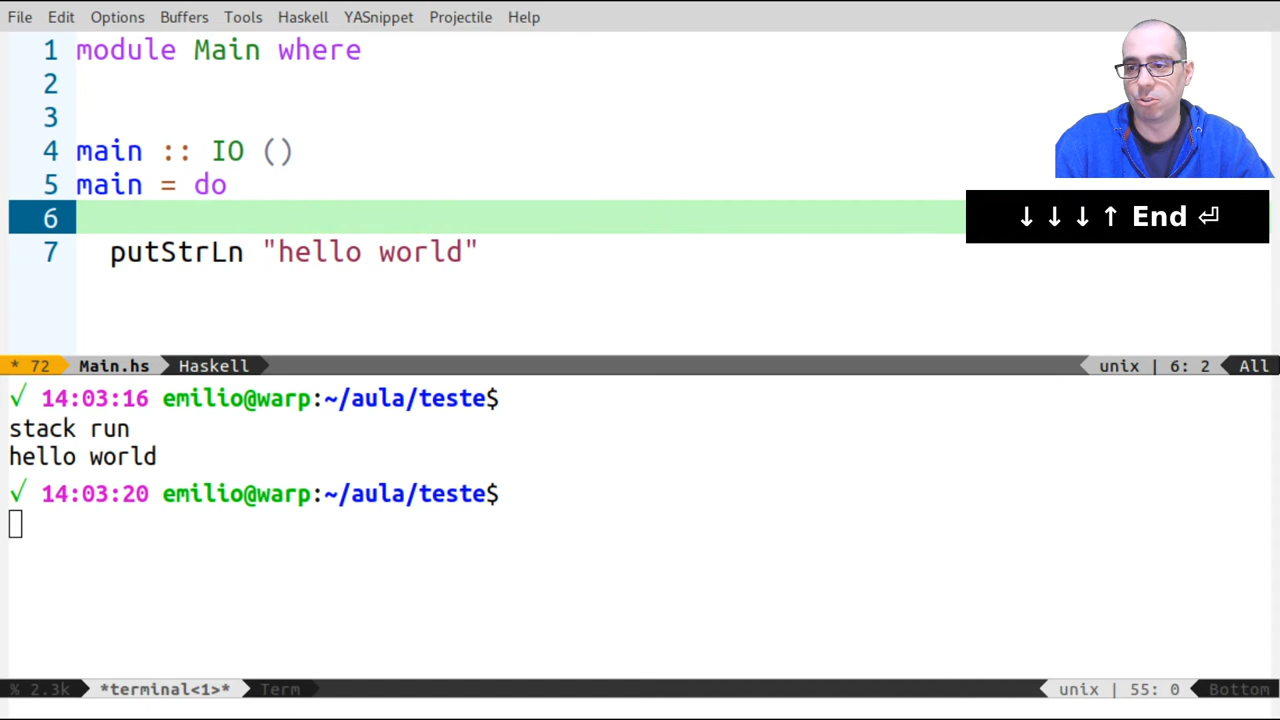 File Edit Options Buffers Tools Haskell YASnippet Projectile Help
1 module Main where
2
3
4 main :: IO ()
5 main = do
↓ ↓ ↓ ↑ End ⏎
6
7 putStrLn "hello world"
* 72 Main.hs Haskell unix | 6: 2 All
√ 14:03:16 emilio@warp:~/aula/teste$
stack run
hello world
√ 14:03:20 emilio@warp:~/aula/teste$
% 2.3k *terminal<1>* Term unix | 55: 0 Bottom